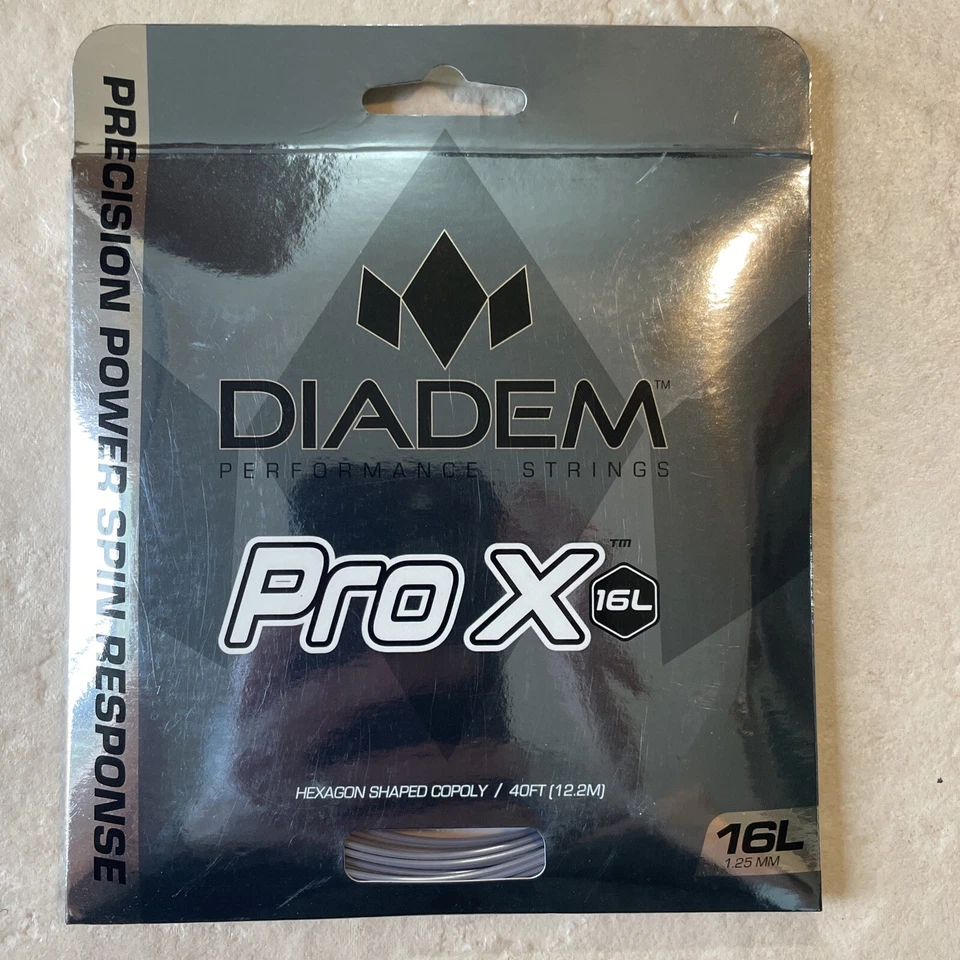 PRECISION POWER SPIN RESPONSE
DIADEM™
PERFORMANCE STRINGS
Pro X™
16L
HEXAGON SHAPED COPOLY / 40FT (12.2M)
16L
1.25 MM